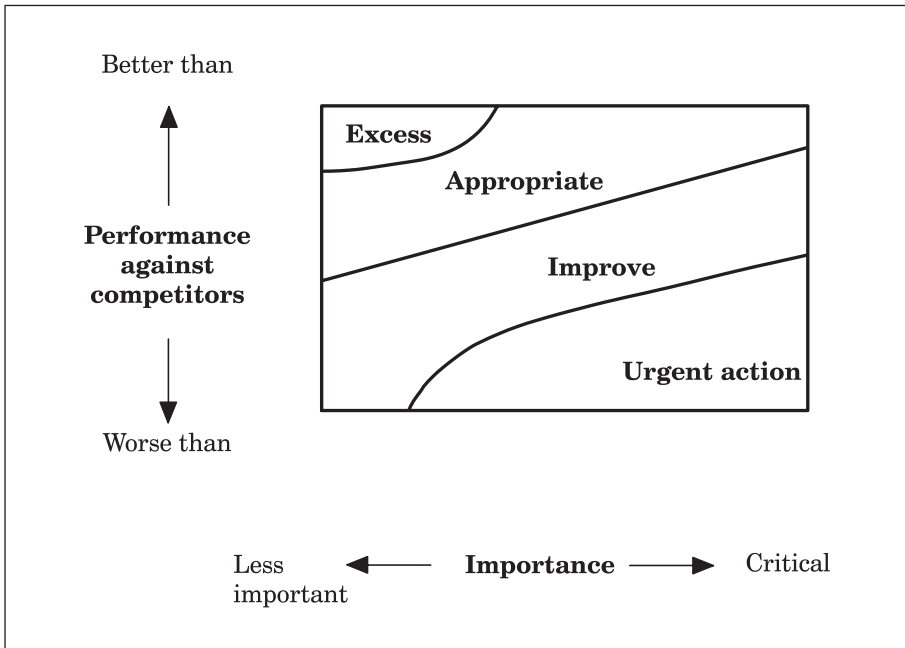 Better than
Excess
Appropriate
Performance
against
competitors
Improve
Urgent action
Worse than
Less
important
Importance
Critical